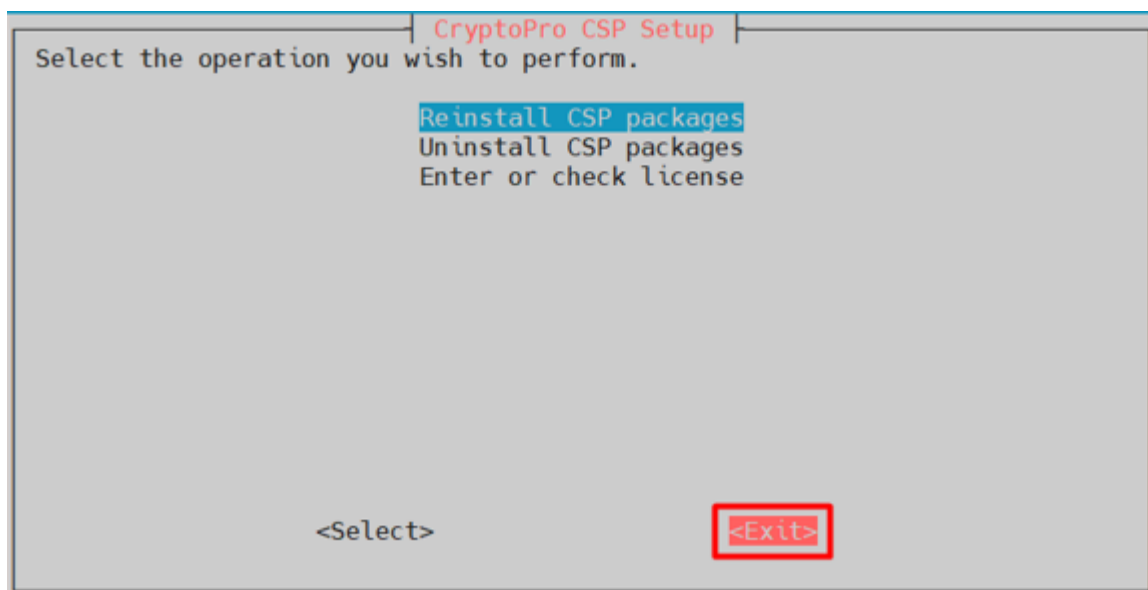 CryptoPro CSP Setup
Select the operation you wish to perform.
Reinstall CSP packages
Uninstall CSP packages
Enter or check license
<Select> <Exit>